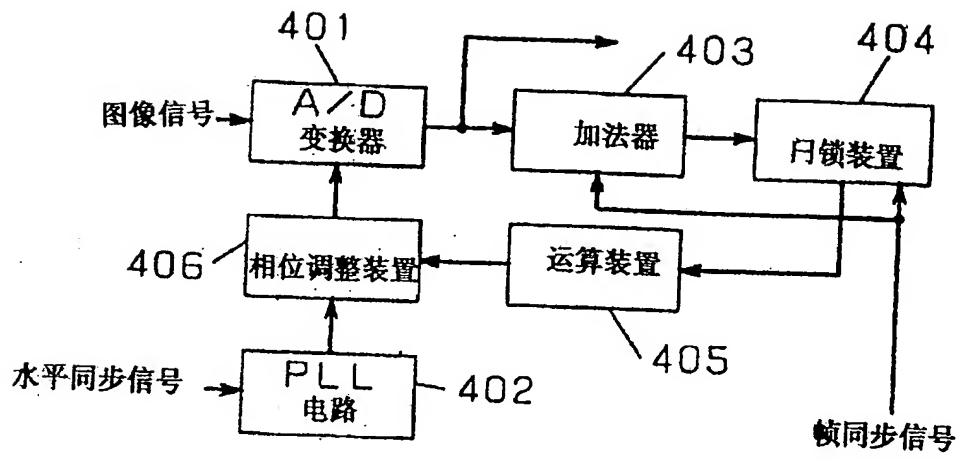 401
403
404
图像信号
A/D
变换器
加法器
闩锁装置
406
相位调整装置
运算装置
405
水平同步信号
PLL
电路
402
帧同步信号